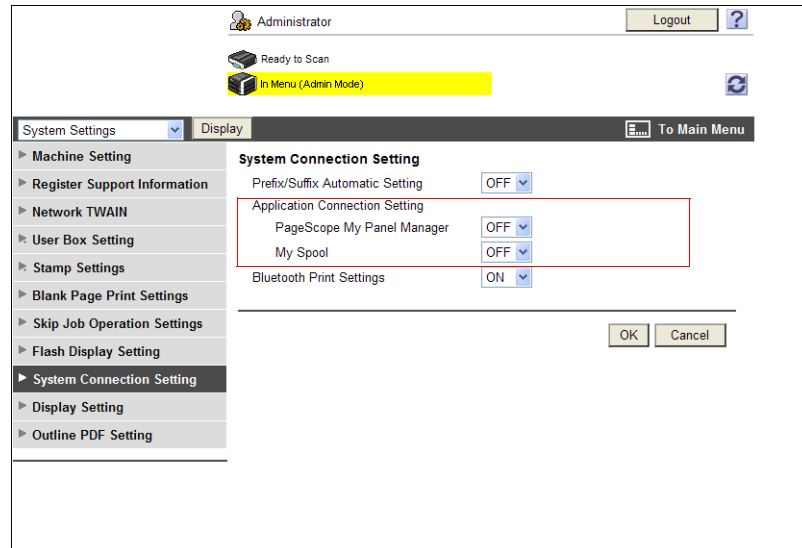 Administrator
Logout
?
Ready to Scan
In Menu (Admin Mode)
System Settings
Display
To Main Menu
Machine Setting
Register Support Information
Network TWAIN
User Box Setting
Stamp Settings
Blank Page Print Settings
Skip Job Operation Settings
Flash Display Setting
System Connection Setting
Display Setting
Outline PDF Setting
System Connection Setting
Prefix/Suffix Automatic Setting OFF
Application Connection Setting
PageScope My Panel Manager OFF
My Spool OFF
Bluetooth Print Settings ON
OK Cancel